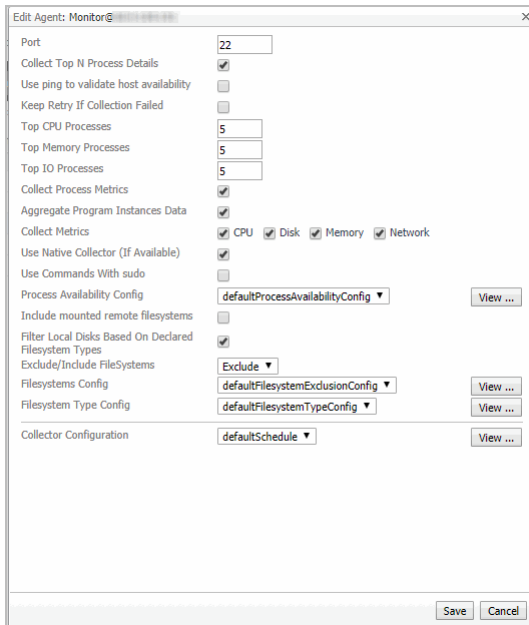 Edit Agent: Monitor@
Port 22
Collect Top N Process Details
Use ping to validate host availability
Keep Retry If Collection Failed
Top CPU Processes 5
Top Memory Processes 5
Top IO Processes 5
Collect Process Metrics
Aggregate Program Instances Data
Collect Metrics CPU Disk Memory Network
Use Native Collector (If Available)
Use Commands With sudo
Process Availability Config defaultProcessAvailabilityConfig View ...
Include mounted remote filesystems
Filter Local Disks Based On Declared
Filesystem Types
Exclude/Include FileSystems Exclude
Filesystems Config defaultFilesystemExclusionConfig View ...
Filesystem Type Config defaultFilesystemTypeConfig View ...
Collector Configuration defaultSchedule View ...
Save Cancel